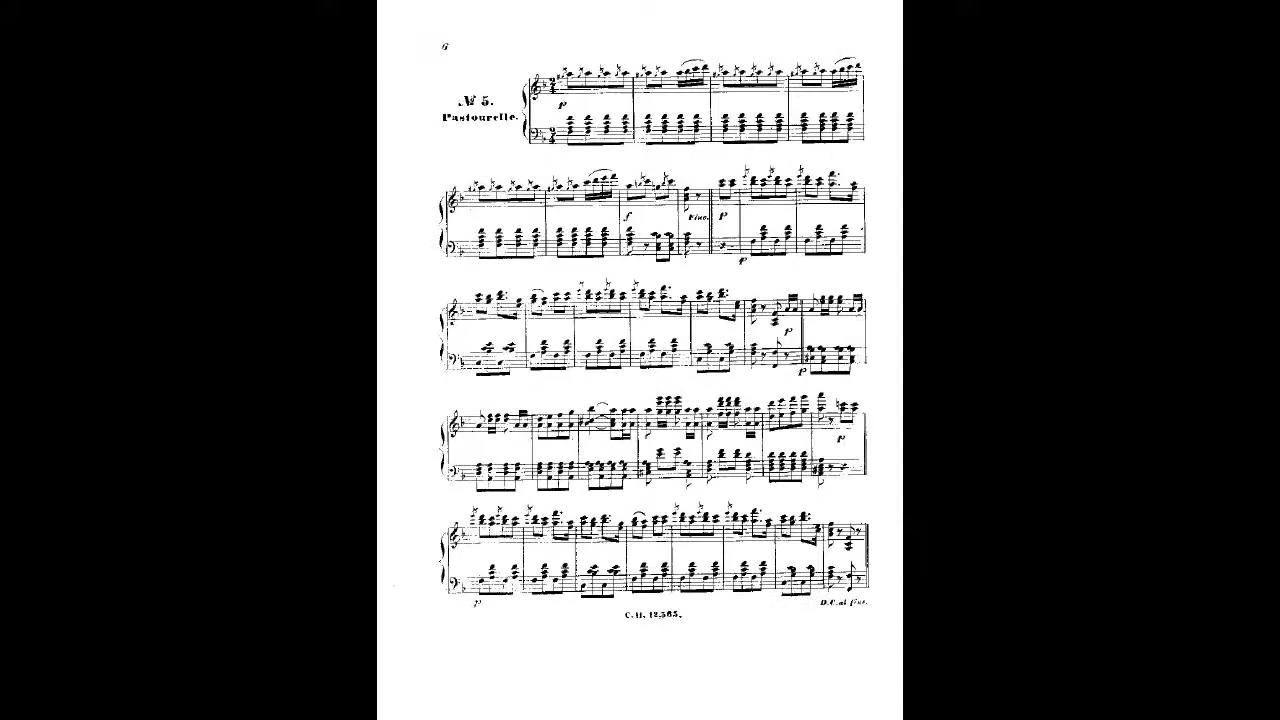 6
№ 5.
Pastourelle.
p
f
Fine.
p
p
p
p
p
p
D.C. al fine.
C.H. 12,565.